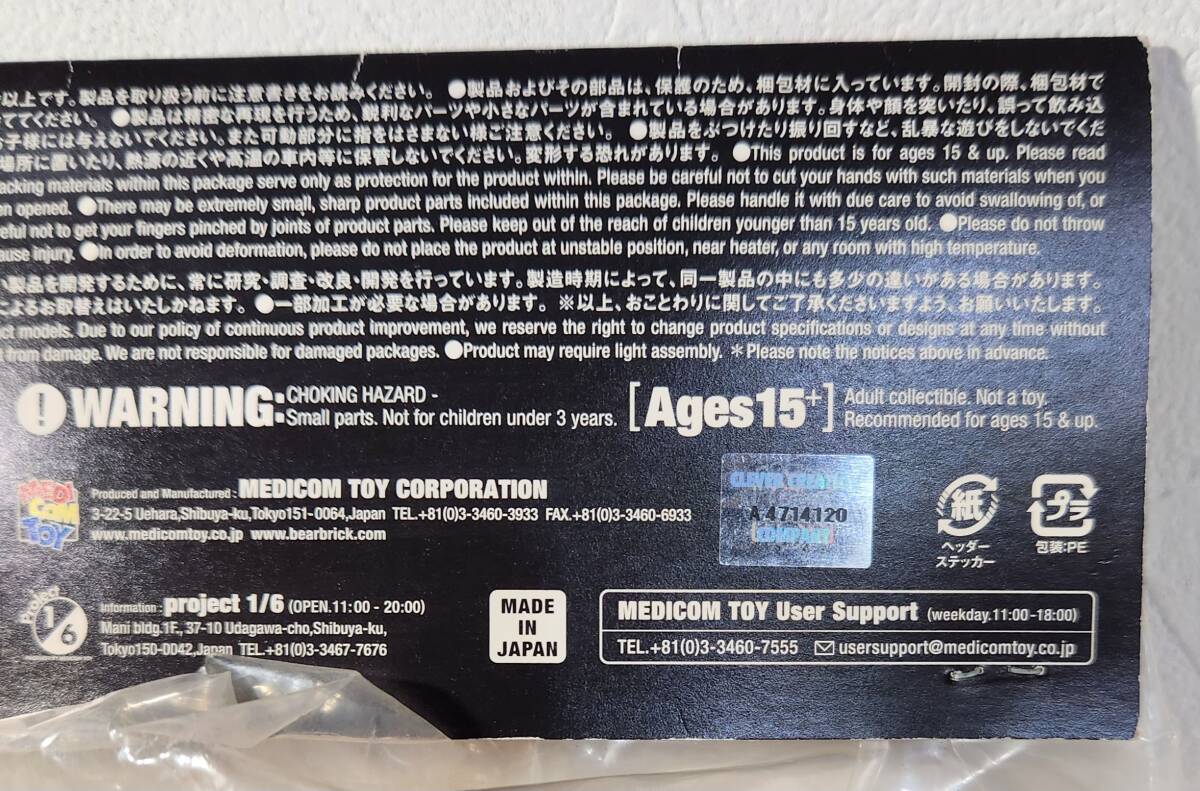 以上です。製品を取り扱う前に注意書きをお読みください。 ●製品およびその部品は、保護のため、梱包材に入っています。開封の際、梱包材で
ててください。 ●製品は精密な再現を行うため、鋭利なパーツや小さなパーツが含まれている場合があります。身体や顔を突いたり、誤って飲み込
お子様には与えないでください。また可動部分に指をはさまない様ご注意ください。 ●製品をぶつけたり振り回すなど、乱暴な遊びをしないでくだ
場所に置いたり、熱源の近くや高温の車内等に保管しないでください。変形する恐れがあります。 ●This product is for ages 15 & up. Please read
acking materials within this package serve only as protection for the product within. Please be careful not to cut your hands with such materials when you
en opened. ●There may be extremely small, sharp product parts included within this package. Please handle it with due care to avoid swallowing of, or
eful not to get your fingers pinched by joints of product parts. Please keep out of the reach of children younger than 15 years old. ●Please do not throw
ause injury. ●In order to avoid deformation, please do not place the product at unstable position, near heater, or any room with high temperature.
製品を開発するために、常に研究・調査・改良・開発を行っています。製造時期によって、同一製品の中にも多少の違いがある場合があります。
によるお取替えはいたしかねます。 ●一部加工が必要な場合があります。 ※以上、おことわりに関してご了承くださいますよう、お願いいたします。
ct models. Due to our policy of continuous product improvement, we reserve the right to change product specifications or designs at any time without
t from damage. We are not responsible for damaged packages. ●Product may require light assembly. ＊Please note the notices above in advance.
WARNING: CHOKING HAZARD -
Small parts. Not for children under 3 years.
[Ages15+]
Adult collectible. Not a toy.
Recommended for ages 15 & up.
MEDI
COM
TOY
Produced and Manufactured : MEDICOM TOY CORPORATION
3-22-5 Uehara,Shibuya-ku,Tokyo151-0064,Japan TEL.+81(0)3-3460-3933 FAX.+81(0)3-3460-6933
www.medicomtoy.co.jp www.bearbrick.com
A 4714120
COMPANY
紙
ヘッダー
ステッカー
プラ
包装:PE
project
1/6
Information : project 1/6 (OPEN.11:00 - 20:00)
Mani bldg.1F., 37-10 Udagawa-cho,Shibuya-ku,
Tokyo150-0042,Japan TEL.+81(0)3-3467-7676
MADE
IN
JAPAN
MEDICOM TOY User Support (weekday.11:00-18:00)
TEL.+81(0)3-3460-7555 usersupport@medicomtoy.co.jp